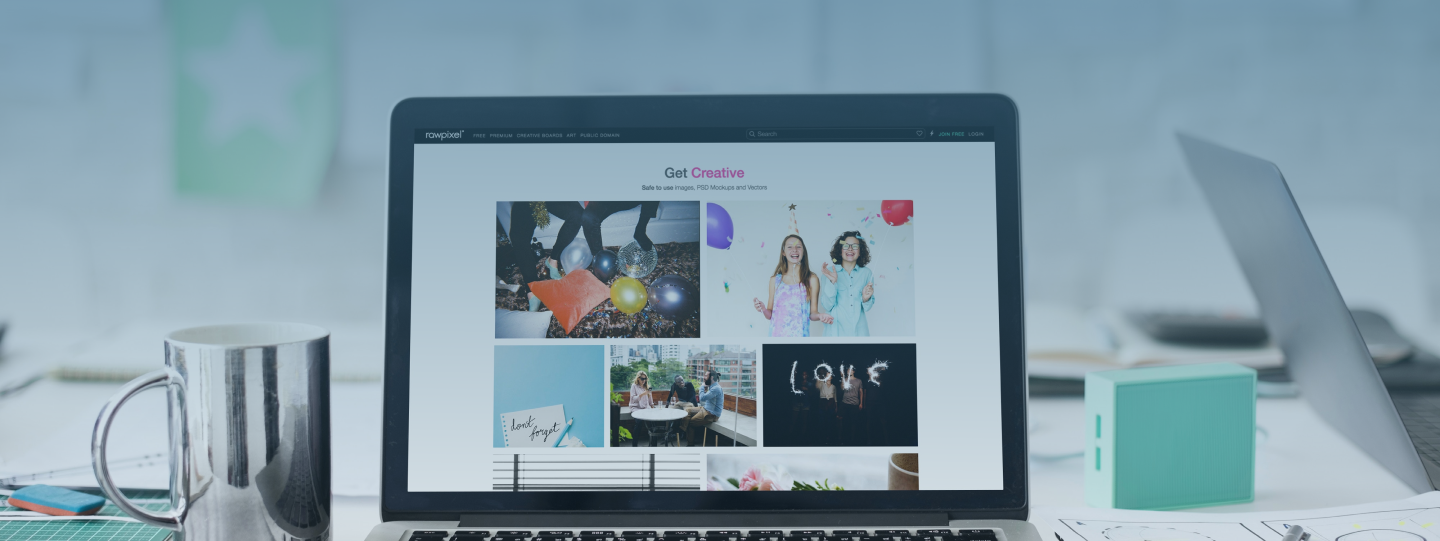 rawpixel
FREE PREMIUM CREATIVE BOARDS ART PUBLIC DOMAIN
Search
JOIN FREE LOGIN
Get Creative
Safe to use images, PSD Mockups and Vectors
don't
forget
LOVE